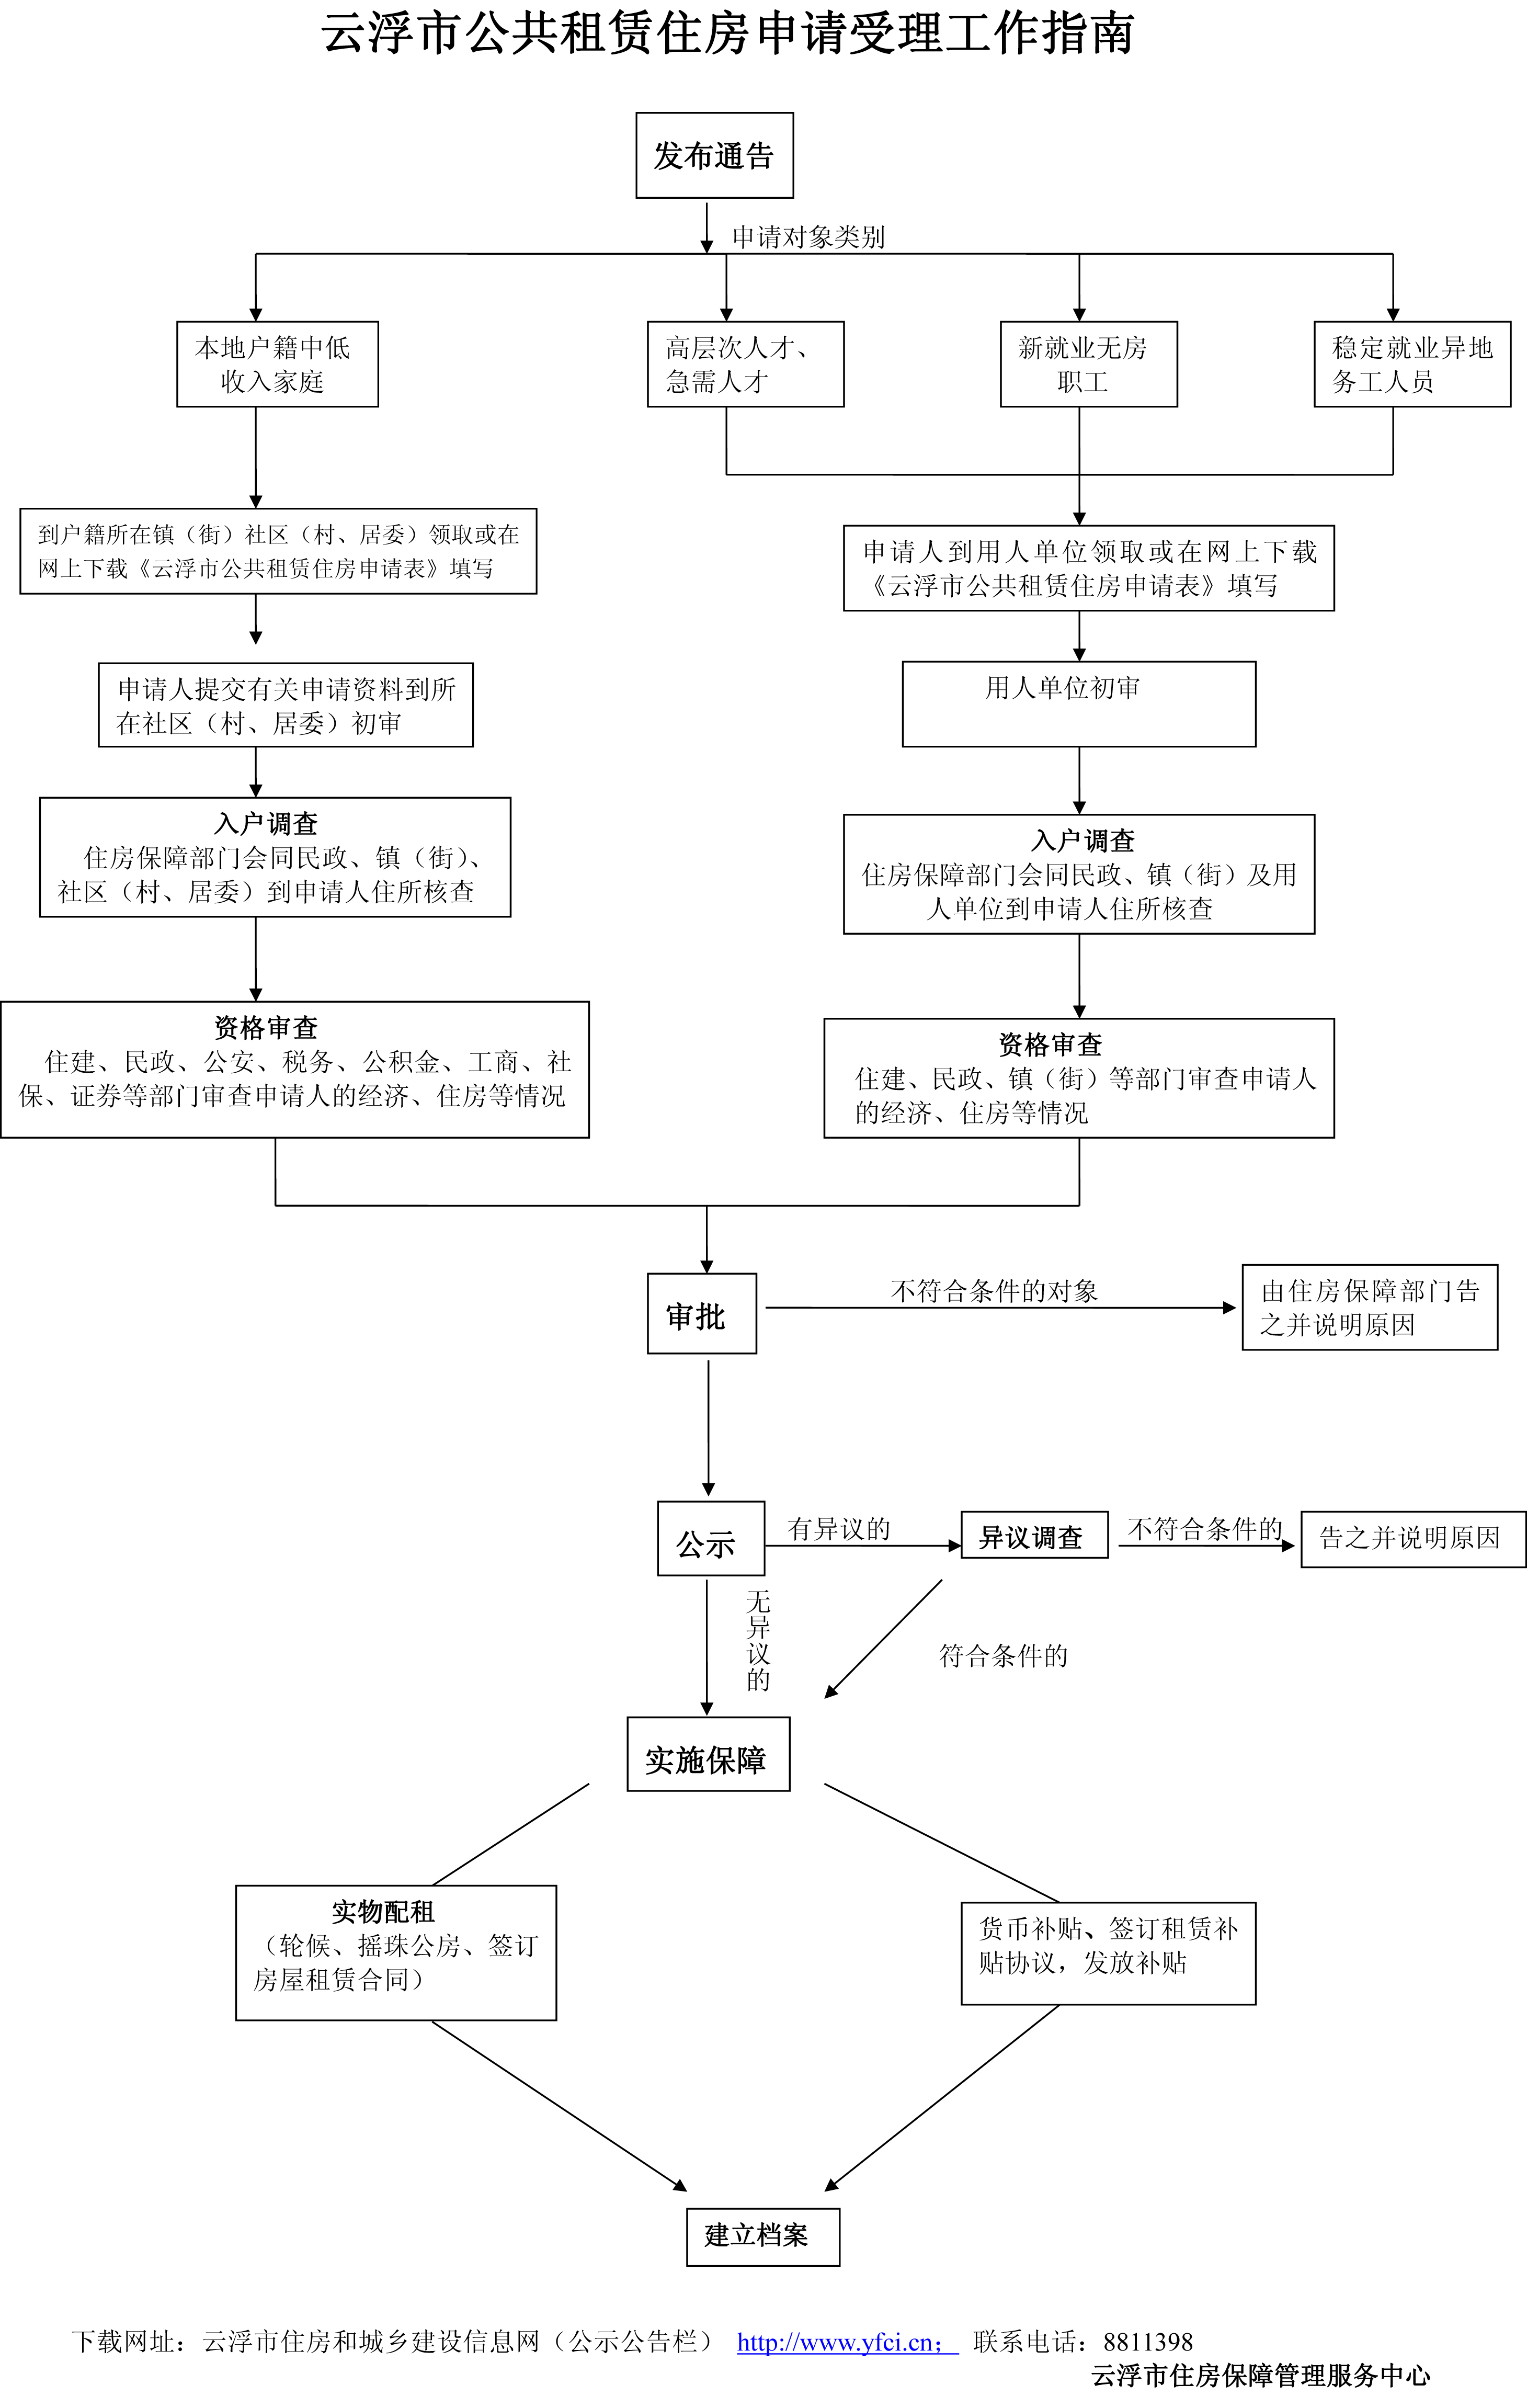 云浮市公共租赁住房申请受理工作指南
发布通告
申请对象类别
本地户籍中低
收入家庭
高层次人才、
急需人才
新就业无房
职工
稳定就业异地
务工人员
到户籍所在镇（街）社区（村、居委）领取或在
网上下载《云浮市公共租赁住房申请表》填写
申请人到用人单位领取或在网上下载
《云浮市公共租赁住房申请表》填写
申请人提交有关申请资料到所
在社区（村、居委）初审
用人单位初审
入户调查
住房保障部门会同民政、镇（街）、
社区（村、居委）到申请人住所核查
入户调查
住房保障部门会同民政、镇（街）及用
人单位到申请人住所核查
资格审查
住建、民政、公安、税务、公积金、工商、社
保、证券等部门审查申请人的经济、住房等情况
资格审查
住建、民政、镇（街）等部门审查申请人
的经济、住房等情况
审批
不符合条件的对象
由住房保障部门告
之并说明原因
公示
有异议的
异议调查
不符合条件的
告之并说明原因
无异议的
符合条件的
实施保障
实物配租
（轮候、摇珠公房、签订
房屋租赁合同）
货币补贴、签订租赁补
贴协议，发放补贴
建立档案
下载网址：云浮市住房和城乡建设信息网（公示公告栏） http://www.yfci.cn； 联系电话：8811398
云浮市住房保障管理服务中心